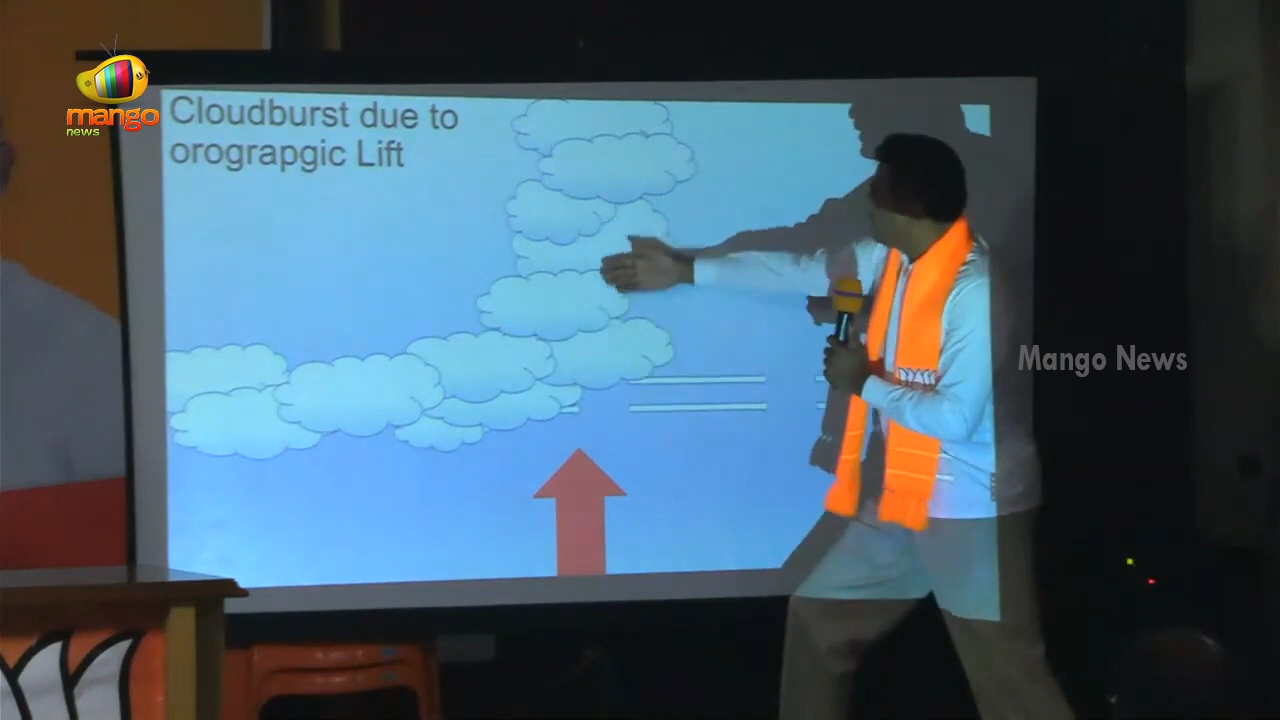 mango
news
Cloudburst due to
orograpgic Lift
Mango News